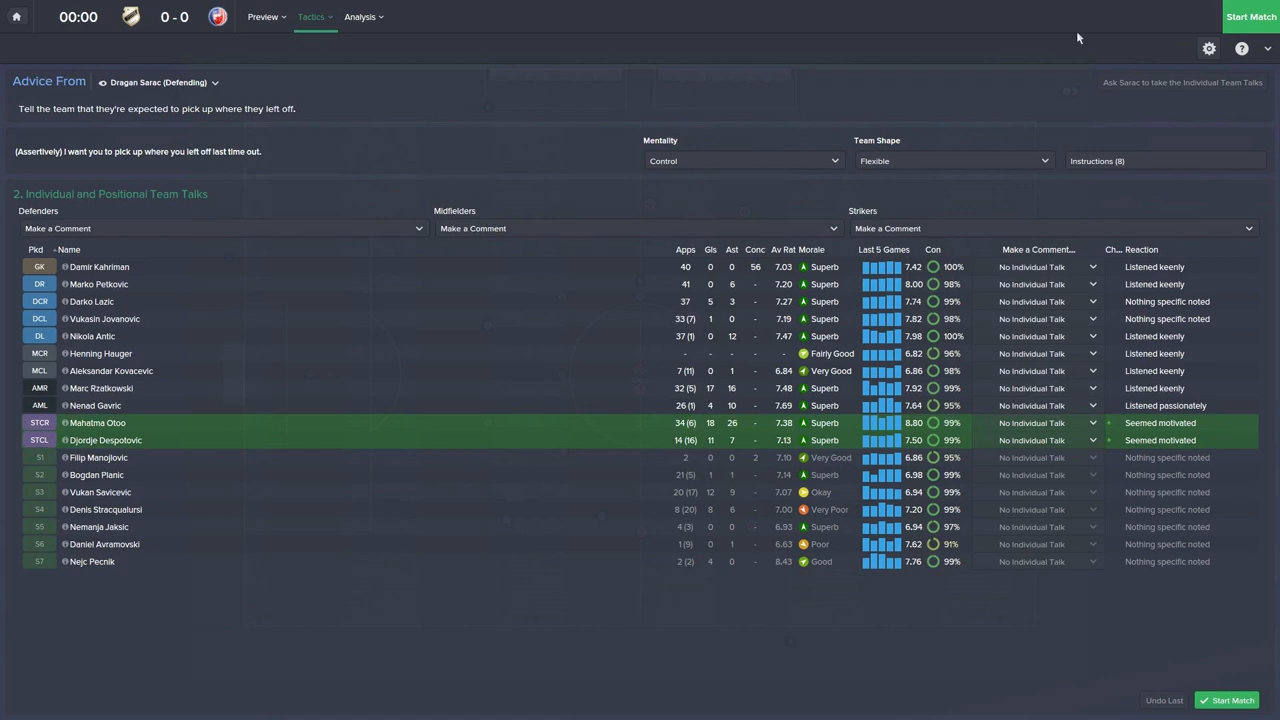 00:00 0 - 0 Preview Tactics Analysis Start Match
Advice From Dragan Sarac (Defending) Ask Sarac to take the Individual Team Talks
Tell the team that they're expected to pick up where they left off.
Mentality Team Shape
(Assertively) I want you to pick up where you left off last time out.
Control Flexible Instructions (8)
2. Individual and Positional Team Talks
Defenders Midfielders Strikers
Make a Comment Make a Comment Make a Comment
Pkd Name Apps Gls Ast Conc Av Rat Morale Last 5 Games Con Make a Comment... Ch... Reaction
GK Damir Kahriman 40 0 0 56 7.03 Superb 7.42 100% No Individual Talk Listened keenly
DR Marko Petkovic 41 0 6 - 7.20 Superb 8.00 98% No Individual Talk Listened keenly
DCR Darko Lazic 37 5 3 - 7.27 Superb 7.74 99% No Individual Talk Nothing specific noted
DCL Vukasin Jovanovic 33 (7) 1 0 - 7.19 Superb 7.82 98% No Individual Talk Nothing specific noted
DL Nikola Antic 37 (1) 0 12 - 7.47 Superb 7.98 100% No Individual Talk Listened keenly
MCR Henning Hauger - - - - - Fairly Good 6.82 96% No Individual Talk Listened keenly
MCL Aleksandar Kovacevic 7 (11) 0 1 - 6.84 Very Good 6.86 98% No Individual Talk Listened keenly
AMR Marc Rzatkowski 32 (5) 17 16 - 7.48 Superb 7.92 99% No Individual Talk Listened keenly
AML Nenad Gavric 26 (1) 4 10 - 7.69 Superb 7.64 95% No Individual Talk Listened passionately
STCR Mahatma Otoo 34 (6) 18 26 - 7.38 Superb 8.80 99% No Individual Talk Seemed motivated
STCL Djordje Despotovic 14 (16) 11 7 - 7.13 Superb 7.50 99% No Individual Talk Seemed motivated
S1 Filip Manojlovic 2 0 0 2 7.10 Very Good 6.86 95% No Individual Talk Nothing specific noted
S2 Bogdan Planic 21 (5) 1 1 - 7.14 Superb 6.98 99% No Individual Talk Nothing specific noted
S3 Vukan Savicevic 20 (17) 12 9 - 7.07 Okay 6.94 99% No Individual Talk Nothing specific noted
S4 Denis Stracqualursi 8 (20) 8 6 - 7.00 Very Poor 7.20 99% No Individual Talk Nothing specific noted
S5 Nemanja Jaksic 4 (3) 0 0 - 6.93 Superb 6.94 97% No Individual Talk Nothing specific noted
S6 Daniel Avramovski 1 (9) 0 1 - 6.63 Poor 7.62 91% No Individual Talk Nothing specific noted
S7 Nejc Pecnik 2 (2) 4 0 - 8.43 Good 7.76 99% No Individual Talk Nothing specific noted
Undo Last Start Match